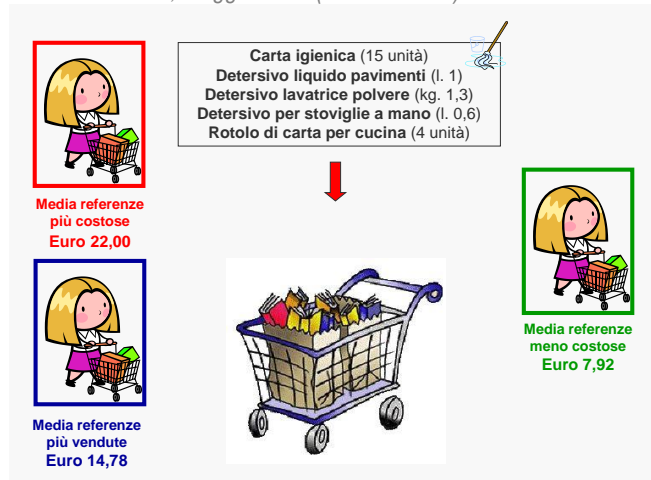 Carta igienica (15 unità)
Detersivo liquido pavimenti (l. 1)
Detersivo lavatrice polvere (kg. 1,3)
Detersivo per stoviglie a mano (l. 0,6)
Rotolo di carta per cucina (4 unità)
Media referenze
più costose
Euro 22,00
Media referenze
meno costose
Euro 7,92
Media referenze
più vendute
Euro 14,78